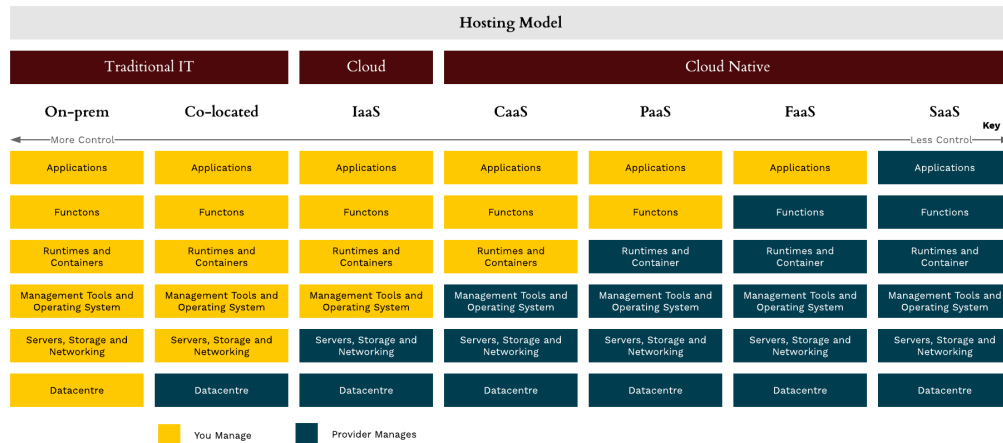 Hosting Model
Traditional IT
Cloud
Cloud Native
On-prem
Co-located
IaaS
CaaS
PaaS
FaaS
SaaS
Key
More Control
Less Control
Applications
Applications
Applications
Applications
Applications
Applications
Applications
Functons
Functons
Functons
Functons
Functons
Functions
Functions
Runtimes and
Containers
Runtimes and
Containers
Runtimes and
Containers
Runtimes and
Containers
Runtimes and
Container
Runtimes and
Container
Runtimes and
Container
Management Tools and
Operating System
Management Tools and
Operating System
Management Tools and
Operating System
Management Tools and
Operating System
Management Tools and
Operating System
Management Tools and
Operating System
Management Tools and
Operating System
Servers, Storage and
Networking
Servers, Storage and
Networking
Servers, Storage and
Networking
Servers, Storage and
Networking
Servers, Storage and
Networking
Servers, Storage and
Networking
Servers, Storage and
Networking
Datacentre
Datacentre
Datacentre
Datacentre
Datacentre
Datacentre
Datacentre
You Manage
Provider Manages